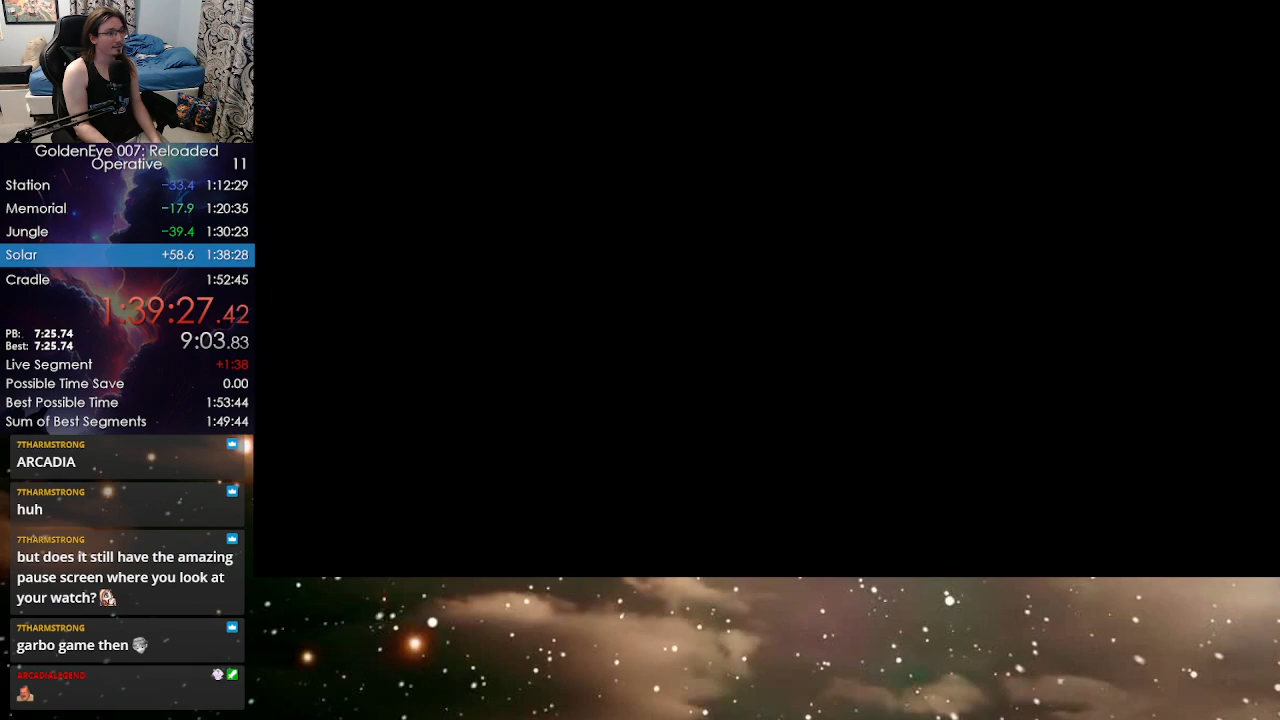 GoldenEye 007: Reloaded
Operative 11
Station -33.4 1:12:29
Memorial -17.9 1:20:35
Jungle -39.4 1:30:23
Solar +58.6 1:38:28
Cradle 1:52:45
1:39:27.42
PB: 7:25.74
Best: 7:25.74
9:03.83
Live Segment +1:38
Possible Time Save 0.00
Best Possible Time 1:53:44
Sum of Best Segments 1:49:44
7THARMSTRONG
ARCADIA
7THARMSTRONG
huh
7THARMSTRONG
but does it still have the amazing
pause screen where you look at
your watch?
7THARMSTRONG
garbo game then
ARCADIALEGEND